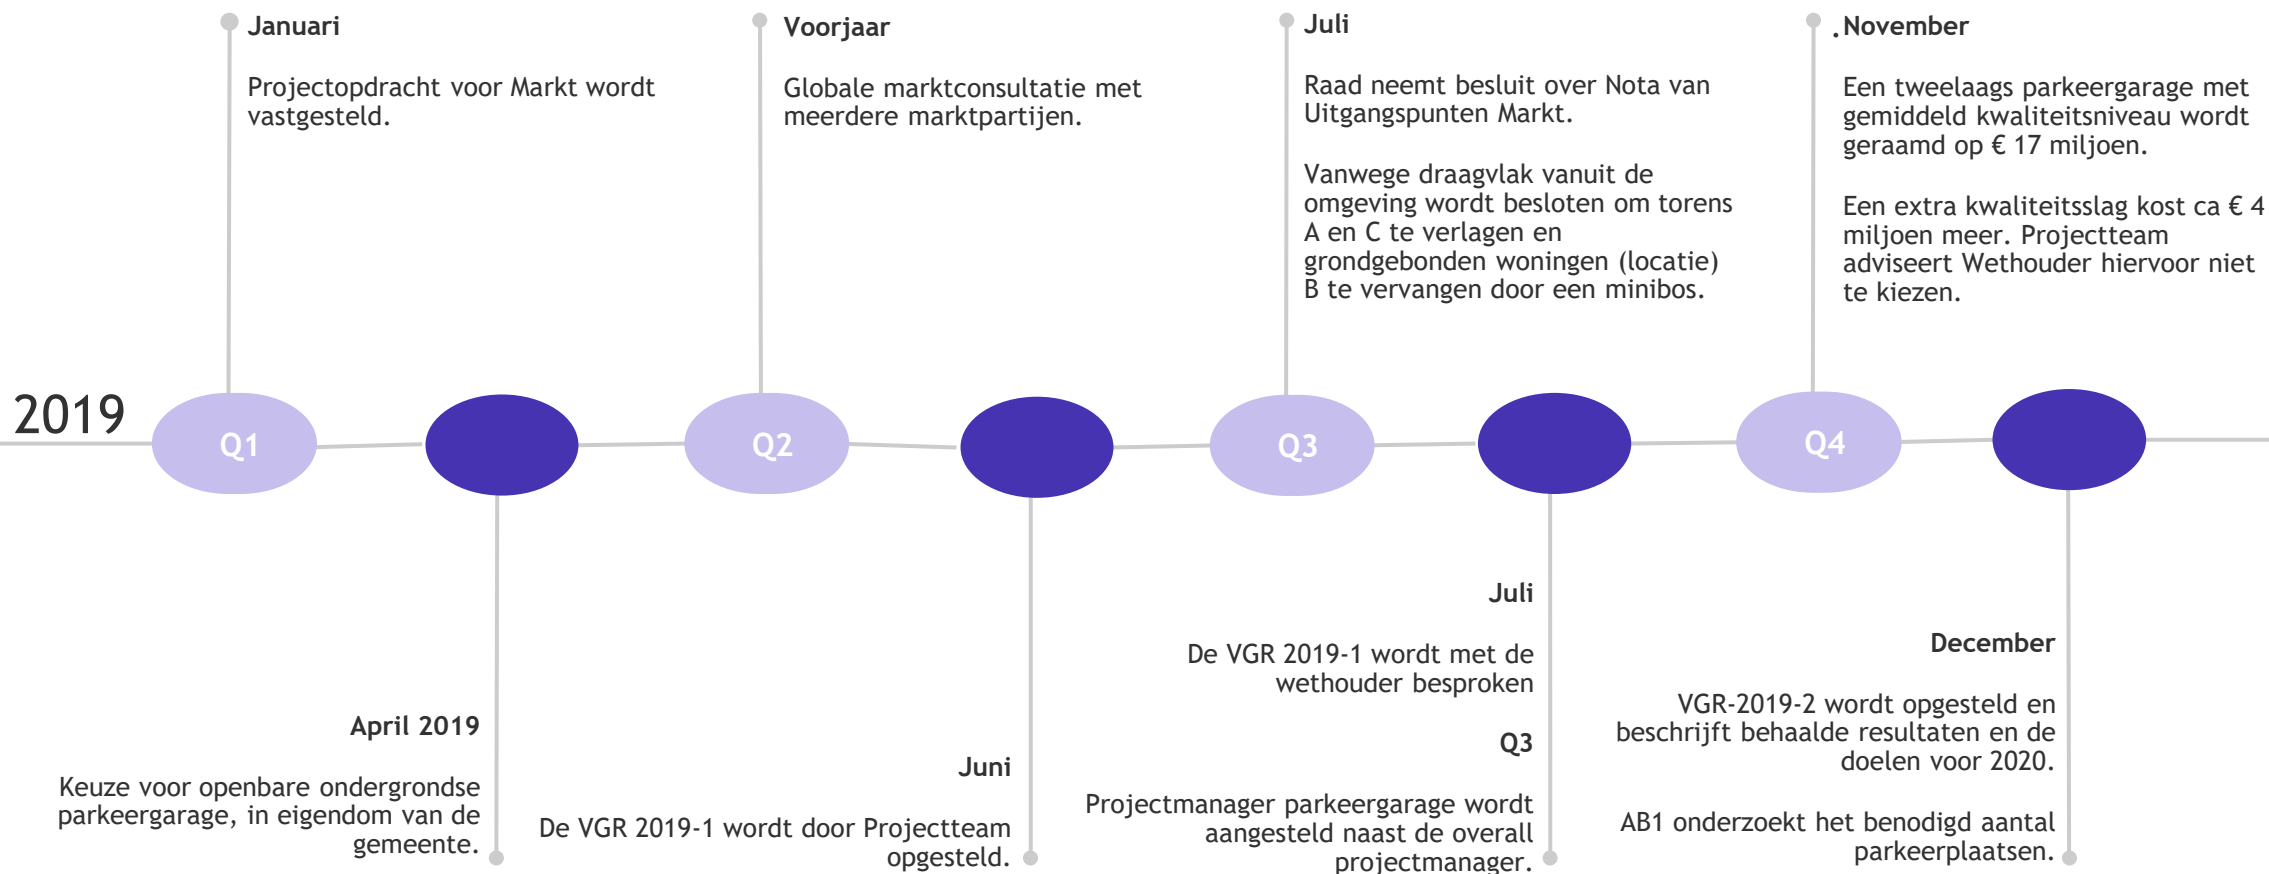 Januari
Projectopdracht voor Markt wordt
vastgesteld.
Voorjaar
Globale marktconsultatie met
meerdere marktpartijen.
Juli
Raad neemt besluit over Nota van
Uitgangspunten Markt.
Vanwege draagvlak vanuit de
omgeving wordt besloten om torens
A en C te verlagen en
grondgebonden woningen (locatie)
B te vervangen door een minibos.
.November
Een tweelaags parkeergarage met
gemiddeld kwaliteitsniveau wordt
geraamd op € 17 miljoen.
Een extra kwaliteitsslag kost ca € 4
miljoen meer. Projectteam
adviseert Wethouder hiervoor niet
te kiezen.
2019
Q1
Q2
Q3
Q4
April 2019
Keuze voor openbare ondergrondse
parkeergarage, in eigendom van de
gemeente.
Juni
De VGR 2019-1 wordt door Projectteam
opgesteld.
Juli
De VGR 2019-1 wordt met de
wethouder besproken
Q3
Projectmanager parkeergarage wordt
aangesteld naast de overall
projectmanager.
December
VGR-2019-2 wordt opgesteld en
beschrijft behaalde resultaten en de
doelen voor 2020.
AB1 onderzoekt het benodigd aantal
parkeerplaatsen.